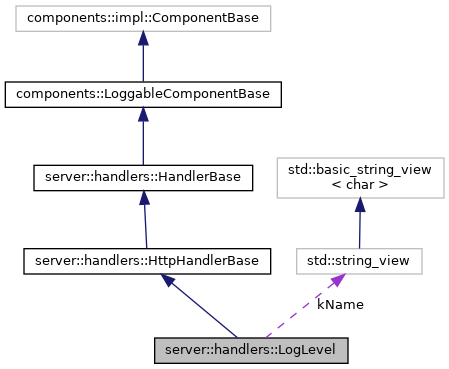 components::impl::ComponentBase
components::LoggableComponentBase
server::handlers::HandlerBase
std::basic_string_view
< char >
server::handlers::HttpHandlerBase
std::string_view
kName
server::handlers::LogLevel